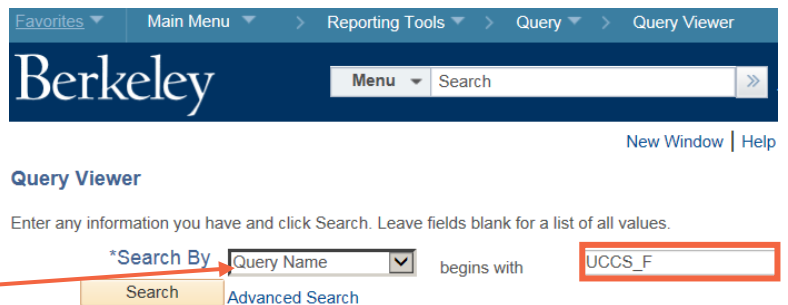 Favorites Main Menu > Reporting Tools > Query > Query Viewer
Berkeley Menu Search »
New Window | Help
Query Viewer
Enter any information you have and click Search. Leave fields blank for a list of all values.
*Search By Query Name begins with UCCS_F
Search Advanced Search